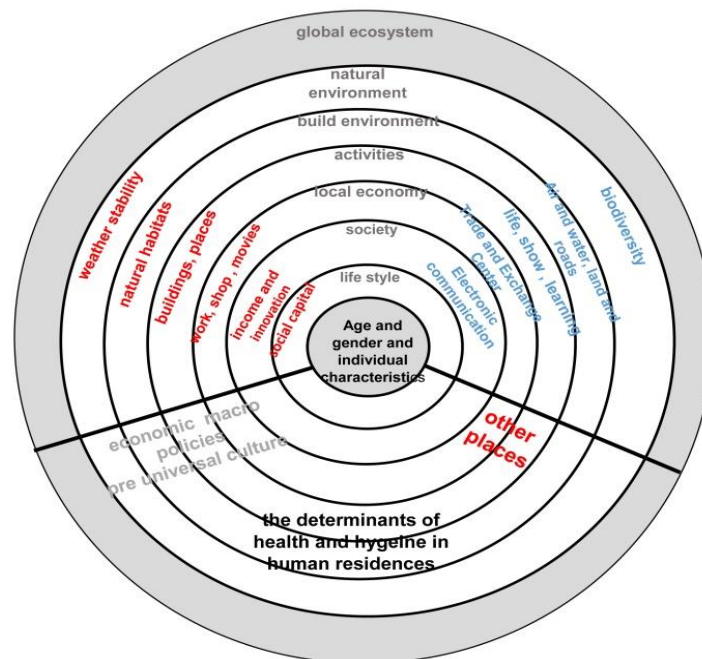 global ecosystem
natural
environment
build environment
activities
local economy
society
life style
Age and
gender and
individual
characteristics
weather stability
natural habitats
buildings, places
work, shop , movies
income and
innovation
social capital
biodiversity
Air and water, land and
roads
life, show , learning
Trade and Exchange
Center
Electronic
communication
economic macro
policies
pre universal culture
other
places
the determinants of
health and hygeine in
human residences